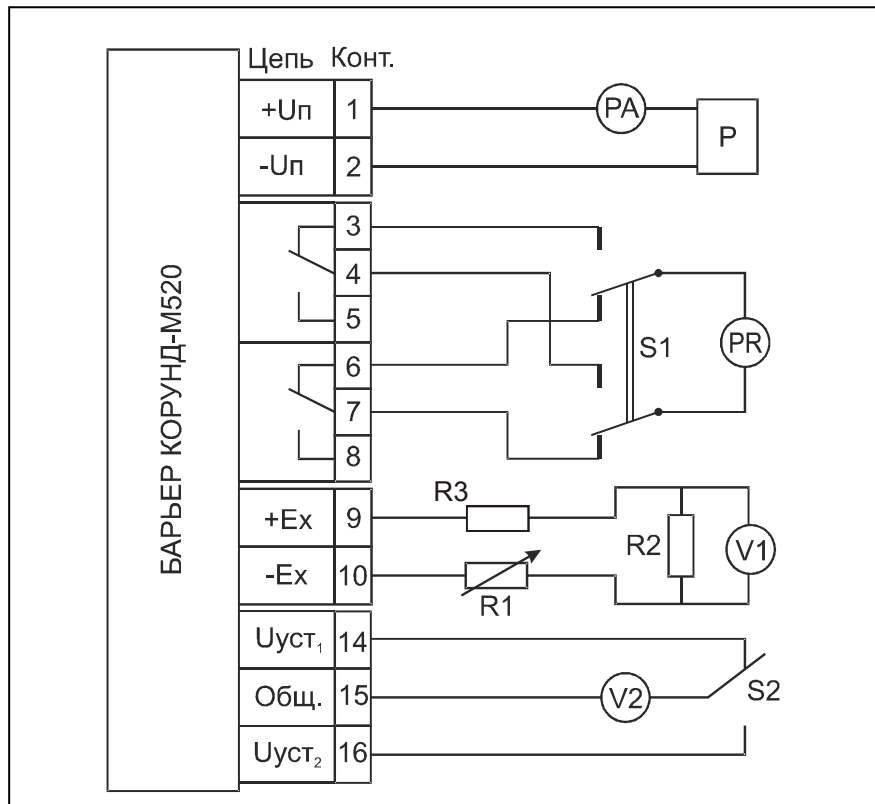 Цепь Конт.
+Uп 1
PA
P
-Uп 2
3
4
5
S1
PR
6
7
8
БАРЬЕР КОРУНД-М520
R3
+Ex 9
R2
V1
-Ex 10
R1
Uуст₁ 14
Общ. 15
V2
S2
Uуст₂ 16